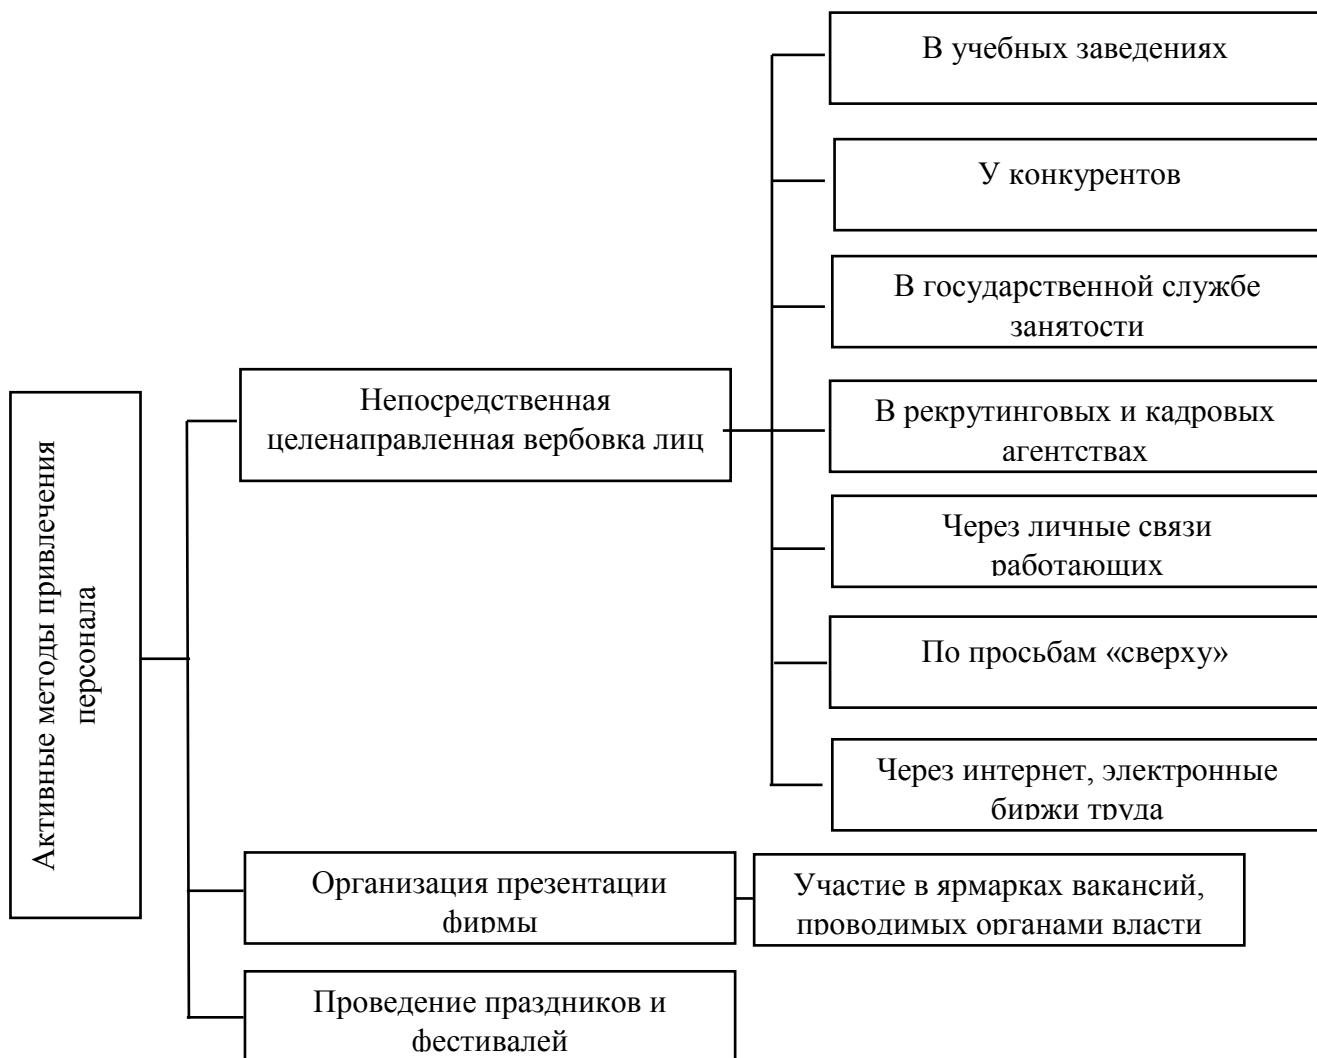 Активные методы привлечения
персонала
Непосредственная
целенаправленная вербовка лиц
В учебных заведениях
У конкурентов
В государственной службе
занятости
В рекрутинговых и кадровых
агентствах
Через личные связи
работающих
По просьбам «сверху»
Через интернет, электронные
биржи труда
Организация презентации
фирмы
Участие в ярмарках вакансий,
проводимых органами власти
Проведение праздников и
фестивалей